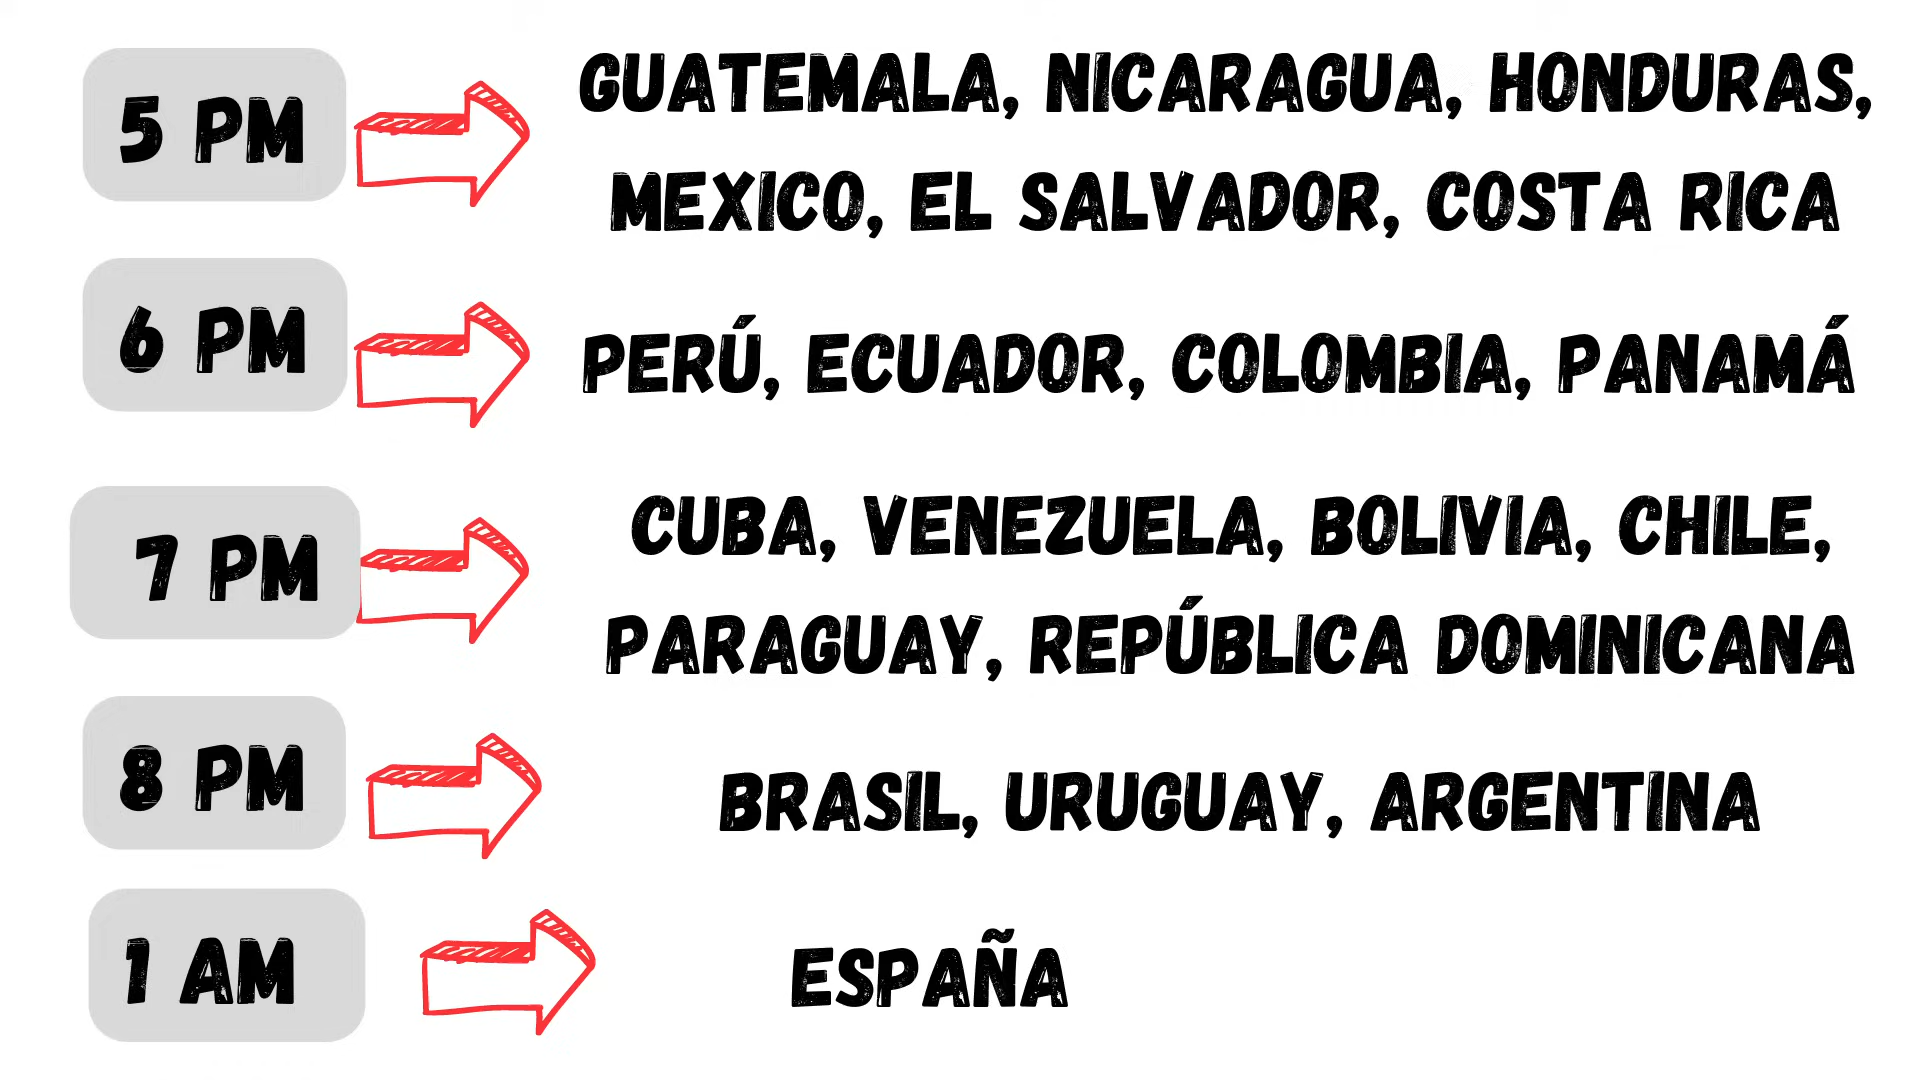 5 PM
GUATEMALA, NICARAGUA, HONDURAS,
MEXICO, EL SALVADOR, COSTA RICA
6 PM
PERÚ, ECUADOR, COLOMBIA, PANAMÁ
7 PM
CUBA, VENEZUELA, BOLIVIA, CHILE,
PARAGUAY, REPÚBLICA DOMINICANA
8 PM
BRASIL, URUGUAY, ARGENTINA
1 AM
ESPAÑA